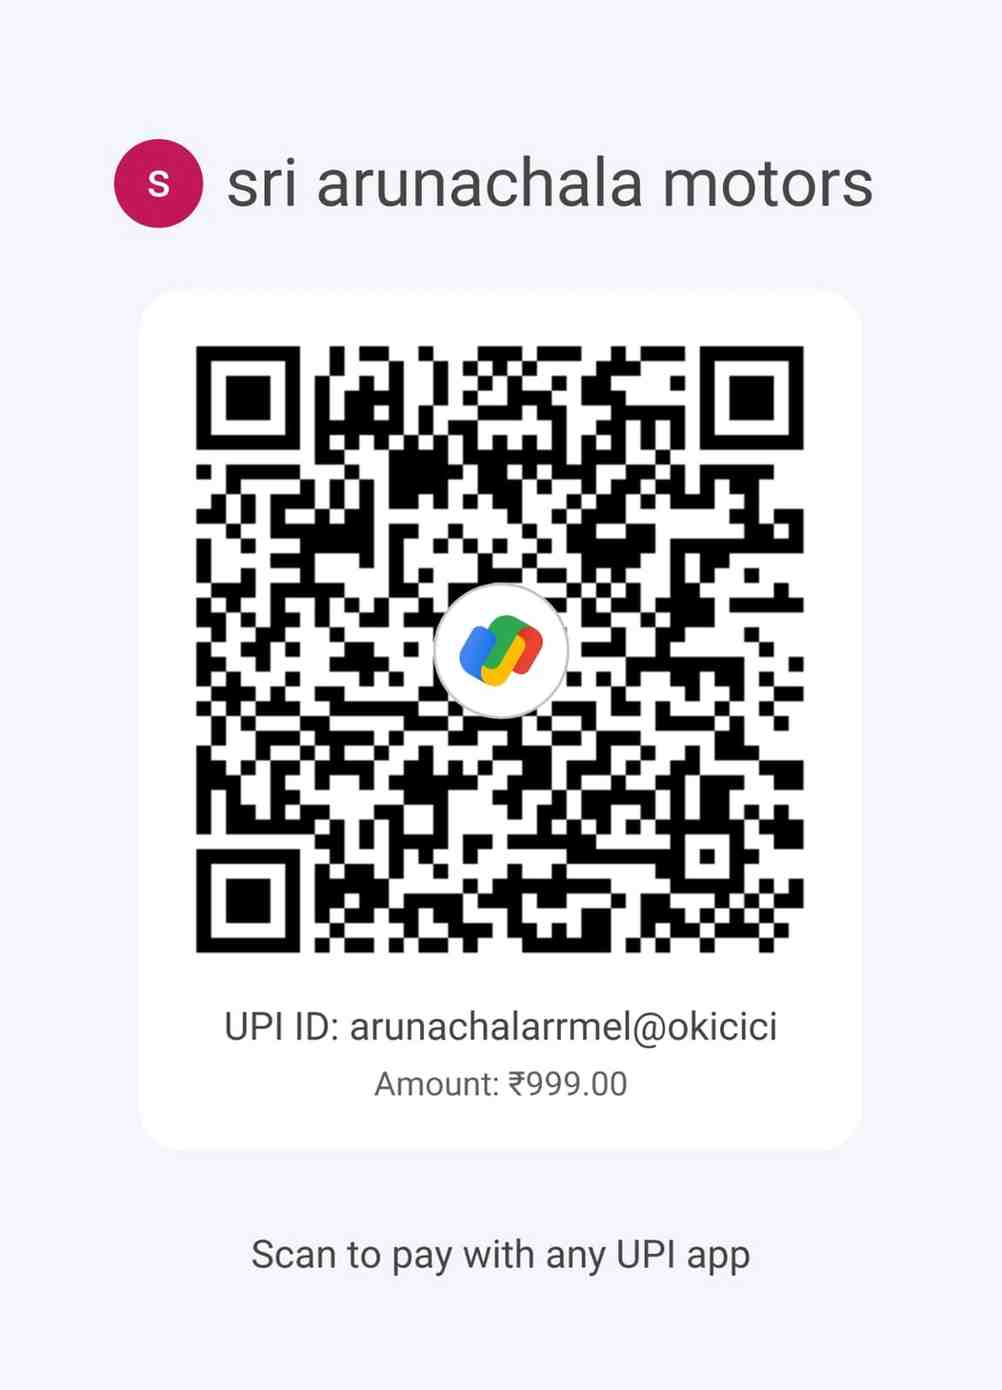 s
sri arunachala motors
UPI ID: arunachalarrmel@okicici
Amount: ₹999.00
Scan to pay with any UPI app